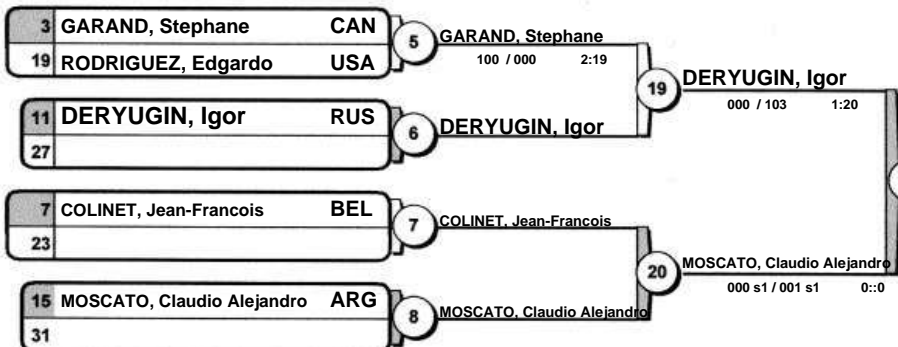 3 GARAND, Stephane CAN
19 RODRIGUEZ, Edgardo USA
5
GARAND, Stephane
100 / 000 2:19
19
DERYUGIN, Igor
000 / 103 1:20
11 DERYUGIN, Igor RUS
27
6
DERYUGIN, Igor
7 COLINET, Jean-Francois BEL
23
7
COLINET, Jean-Francois
20
MOSCATO, Claudio Alejandro
000 s1 / 001 s1 0::0
15 MOSCATO, Claudio Alejandro ARG
31
8
MOSCATO, Claudio Alejandro